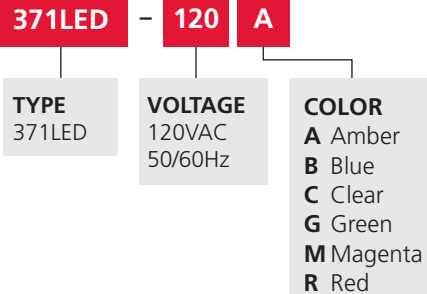 371LED – 120 A
TYPE
371LED
VOLTAGE
120VAC
50/60Hz
COLOR
A Amber
B Blue
C Clear
G Green
M Magenta
R Red